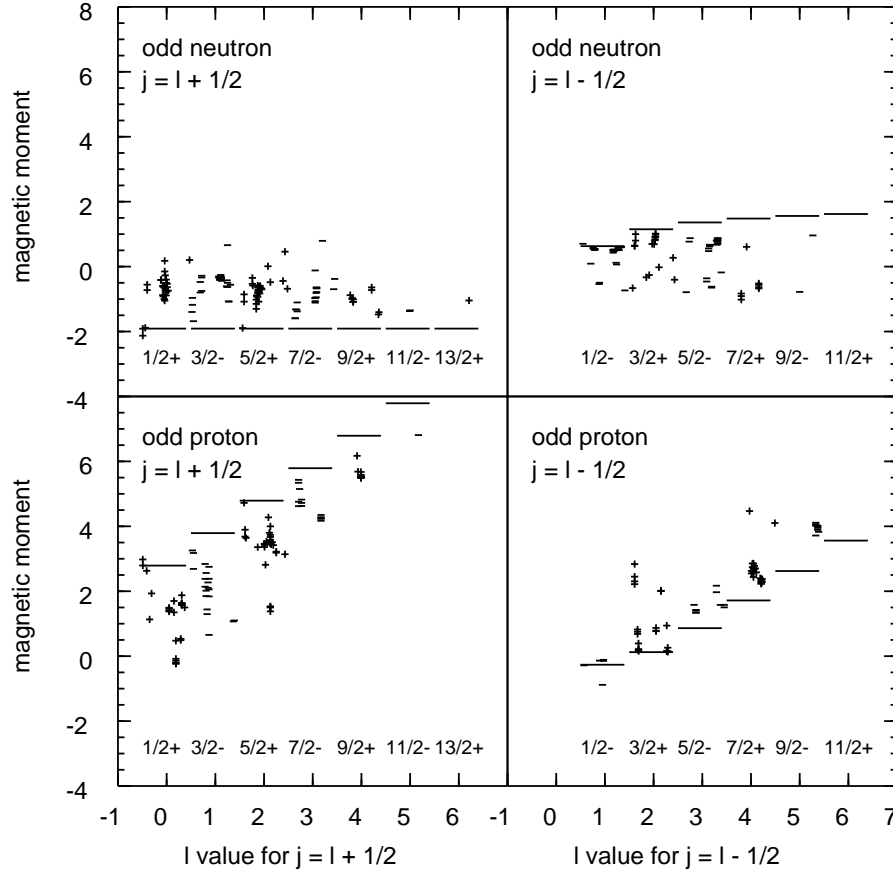 8
6
4
2
0
-2
-4
magnetic moment
odd neutron
j = l + 1/2
1/2+ 3/2- 5/2+ 7/2- 9/2+ 11/2- 13/2+
odd neutron
j = l - 1/2
1/2- 3/2+ 5/2- 7/2+ 9/2- 11/2+
6
4
2
0
-2
-4
magnetic moment
odd proton
j = l + 1/2
1/2+ 3/2- 5/2+ 7/2- 9/2+ 11/2- 13/2+
odd proton
j = l - 1/2
1/2- 3/2+ 5/2- 7/2+ 9/2- 11/2+
-1 0 1 2 3 4 5 6 -1
0 1 2 3 4 5 6 7
l value for j = l + 1/2
l value for j = l - 1/2